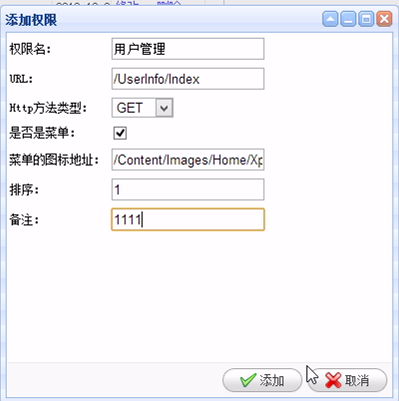 添加权限
权限名: 用户管理
URL: /UserInfo/Index
Http方法类型: GET
是否是菜单:
菜单的图标地址: /Content/Images/Home/Xp
排序: 1
备注: 1111
添加 取消